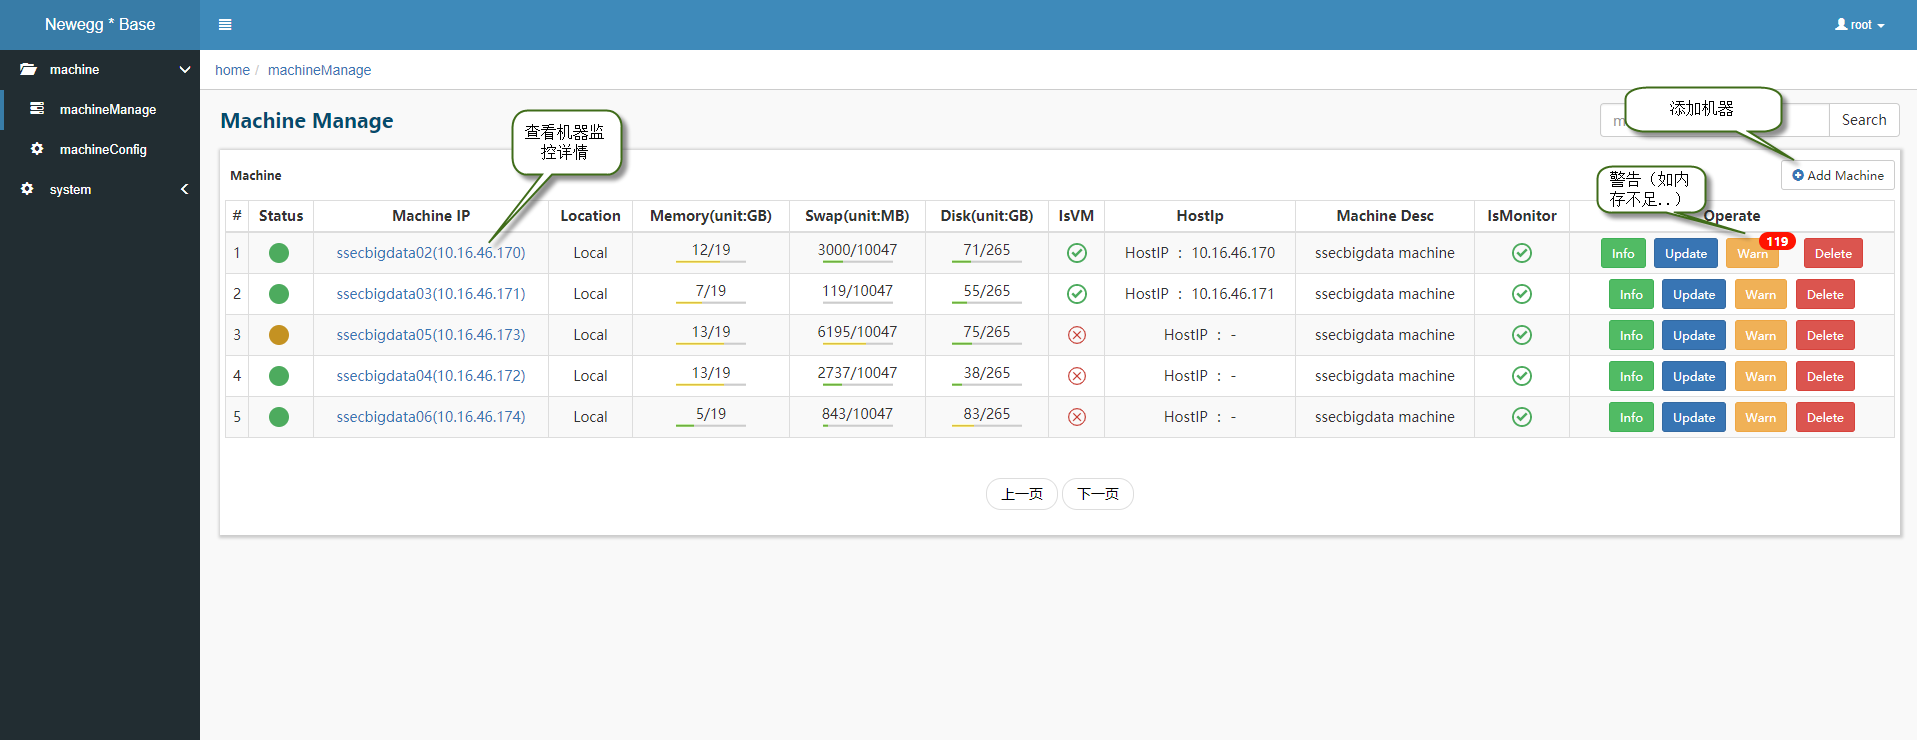 Newegg * Base
root
machine
home / machineManage
machineManage
添加机器
Machine Manage
查看机器监
控详情
m
Search
machineConfig
Machine
Add Machine
警告（如内
存不足..）
system
# Status Machine IP Location Memory(unit:GB) Swap(unit:MB) Disk(unit:GB) IsVM HostIp Machine Desc IsMonitor Operate
1 ssecbigdata02(10.16.46.170) Local 12/19 3000/10047 71/265 HostIP : 10.16.46.170 ssecbigdata machine Info Update Warn 119 Delete
2 ssecbigdata03(10.16.46.171) Local 7/19 119/10047 55/265 HostIP : 10.16.46.171 ssecbigdata machine Info Update Warn Delete
3 ssecbigdata05(10.16.46.173) Local 13/19 6195/10047 75/265 HostIP : - ssecbigdata machine Info Update Warn Delete
4 ssecbigdata04(10.16.46.172) Local 13/19 2737/10047 38/265 HostIP : - ssecbigdata machine Info Update Warn Delete
5 ssecbigdata06(10.16.46.174) Local 5/19 843/10047 83/265 HostIP : - ssecbigdata machine Info Update Warn Delete
上一页 下一页